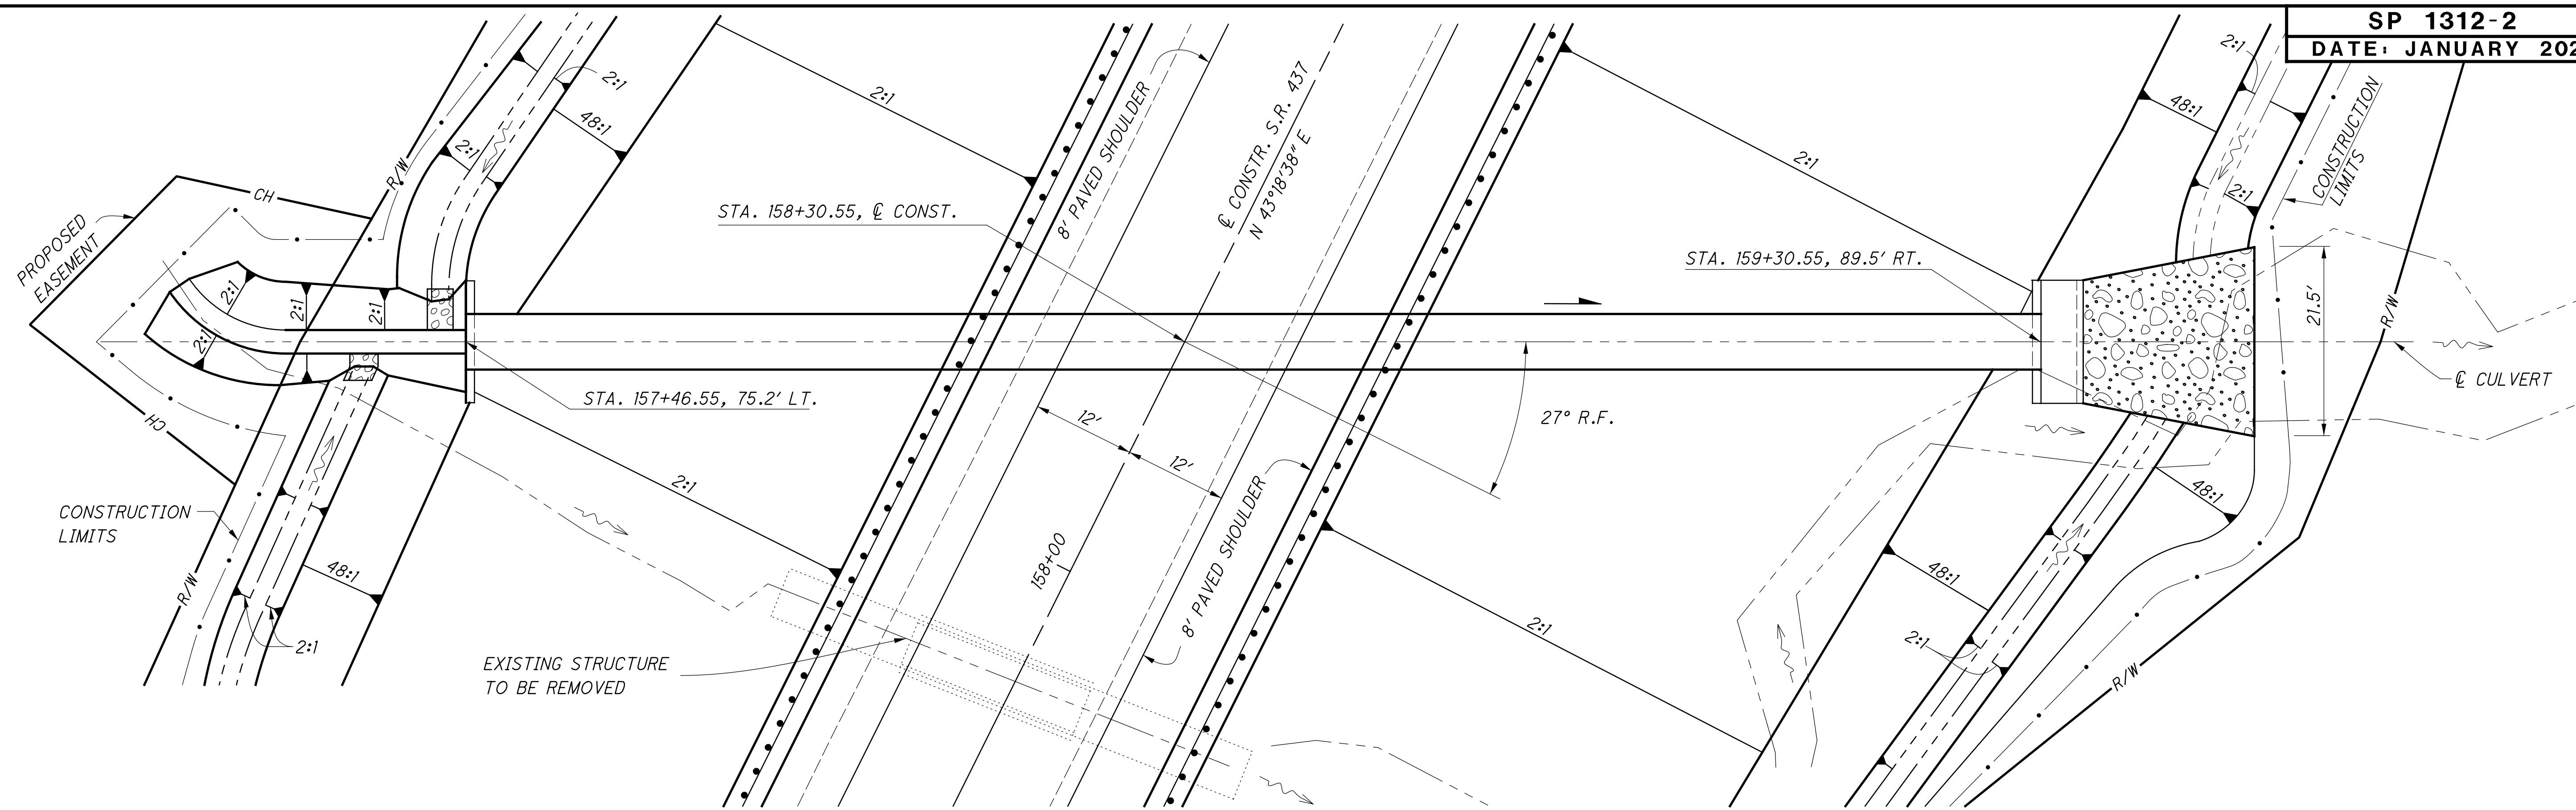 SP 1312-2
DATE: JANUARY 202
2:1
48:1
2:1
2:1
8' PAVED SHOULDER
℄ CONSTR. S.R. 437
N 43°18'38" E
2:1
2:1
48:1
2:1
CONSTRUCTION
LIMITS
R/W
CH
PROPOSED
EASEMENT
STA. 158+30.55, ℄ CONST.
STA. 159+30.55, 89.5' RT.
2:1
2:1
2:1
2:1
21.5'
R/W
℄ CULVERT
STA. 157+46.55, 75.2' LT.
12'
12'
27° R.F.
CH
CONSTRUCTION
LIMITS
2:1
48:1
R/W
48:1
2:1
158+00
8' PAVED SHOULDER
48:1
2:1
2:1
EXISTING STRUCTURE
TO BE REMOVED
R/W